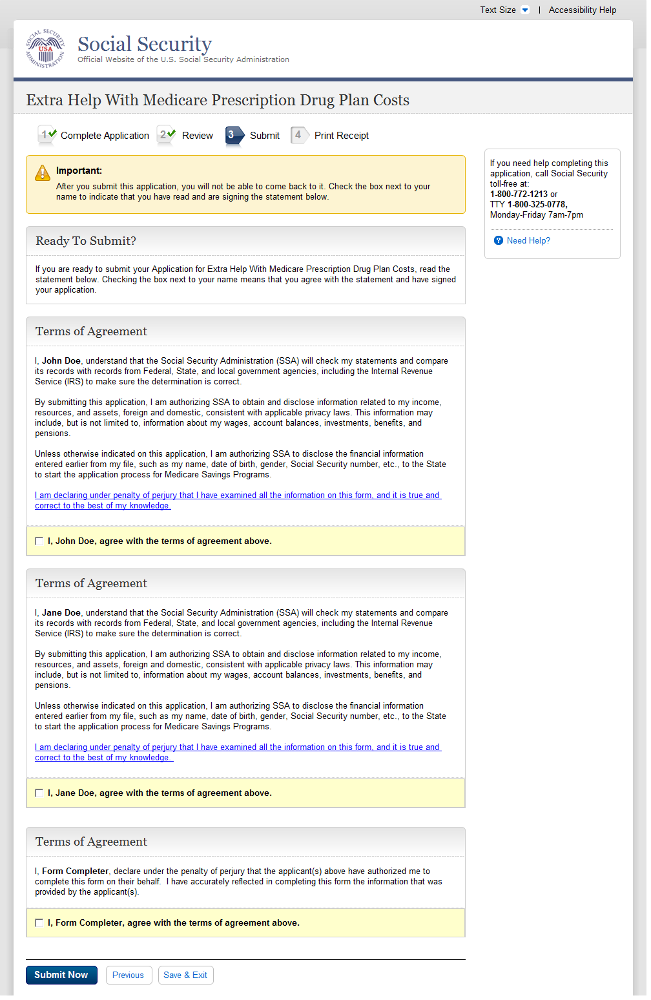 Text Size | Accessibility Help
SOCIAL SECURITY ADMINISTRATION
USA
Social Security
Official Website of the U.S. Social Security Administration
Extra Help With Medicare Prescription Drug Plan Costs
1 Complete Application 2 Review 3 Submit 4 Print Receipt
Important:
After you submit this application, you will not be able to come back to it. Check the box next to your
name to indicate that you have read and are signing the statement below.
If you need help completing this
application, call Social Security
toll-free at:
1-800-772-1213 or
TTY 1-800-325-0778,
Monday-Friday 7am-7pm
? Need Help?
Ready To Submit?
If you are ready to submit your Application for Extra Help With Medicare Prescription Drug Plan Costs, read the
statement below. Checking the box next to your name means that you agree with the statement and have signed
your application.
Terms of Agreement
I, John Doe, understand that the Social Security Administration (SSA) will check my statements and compare
its records with records from Federal, State, and local government agencies, including the Internal Revenue
Service (IRS) to make sure the determination is correct.
By submitting this application, I am authorizing SSA to obtain and disclose information related to my income,
resources, and assets, foreign and domestic, consistent with applicable privacy laws. This information may
include, but is not limited to, information about my wages, account balances, investments, benefits, and
pensions.
Unless otherwise indicated on this application, I am authorizing SSA to disclose the financial information
entered earlier from my file, such as my name, date of birth, gender, Social Security number, etc., to the State
to start the application process for Medicare Savings Programs.
I am declaring under penalty of perjury that I have examined all the information on this form, and it is true and
correct to the best of my knowledge.
I, John Doe, agree with the terms of agreement above.
Terms of Agreement
I, Jane Doe, understand that the Social Security Administration (SSA) will check my statements and compare
its records with records from Federal, State, and local government agencies, including the Internal Revenue
Service (IRS) to make sure the determination is correct.
By submitting this application, I am authorizing SSA to obtain and disclose information related to my income,
resources, and assets, foreign and domestic, consistent with applicable privacy laws. This information may
include, but is not limited to, information about my wages, account balances, investments, benefits, and
pensions.
Unless otherwise indicated on this application, I am authorizing SSA to disclose the financial information
entered earlier from my file, such as my name, date of birth, gender, Social Security number, etc., to the State
to start the application process for Medicare Savings Programs.
I am declaring under penalty of perjury that I have examined all the information on this form, and it is true and
correct to the best of my knowledge.
I, Jane Doe, agree with the terms of agreement above.
Terms of Agreement
I, Form Completer, declare under the penalty of perjury that the applicant(s) above have authorized me to
complete this form on their behalf.  I have accurately reflected in completing this form the information that was
provided by the applicant(s).
I, Form Completer, agree with the terms of agreement above.
Submit Now Previous Save & Exit